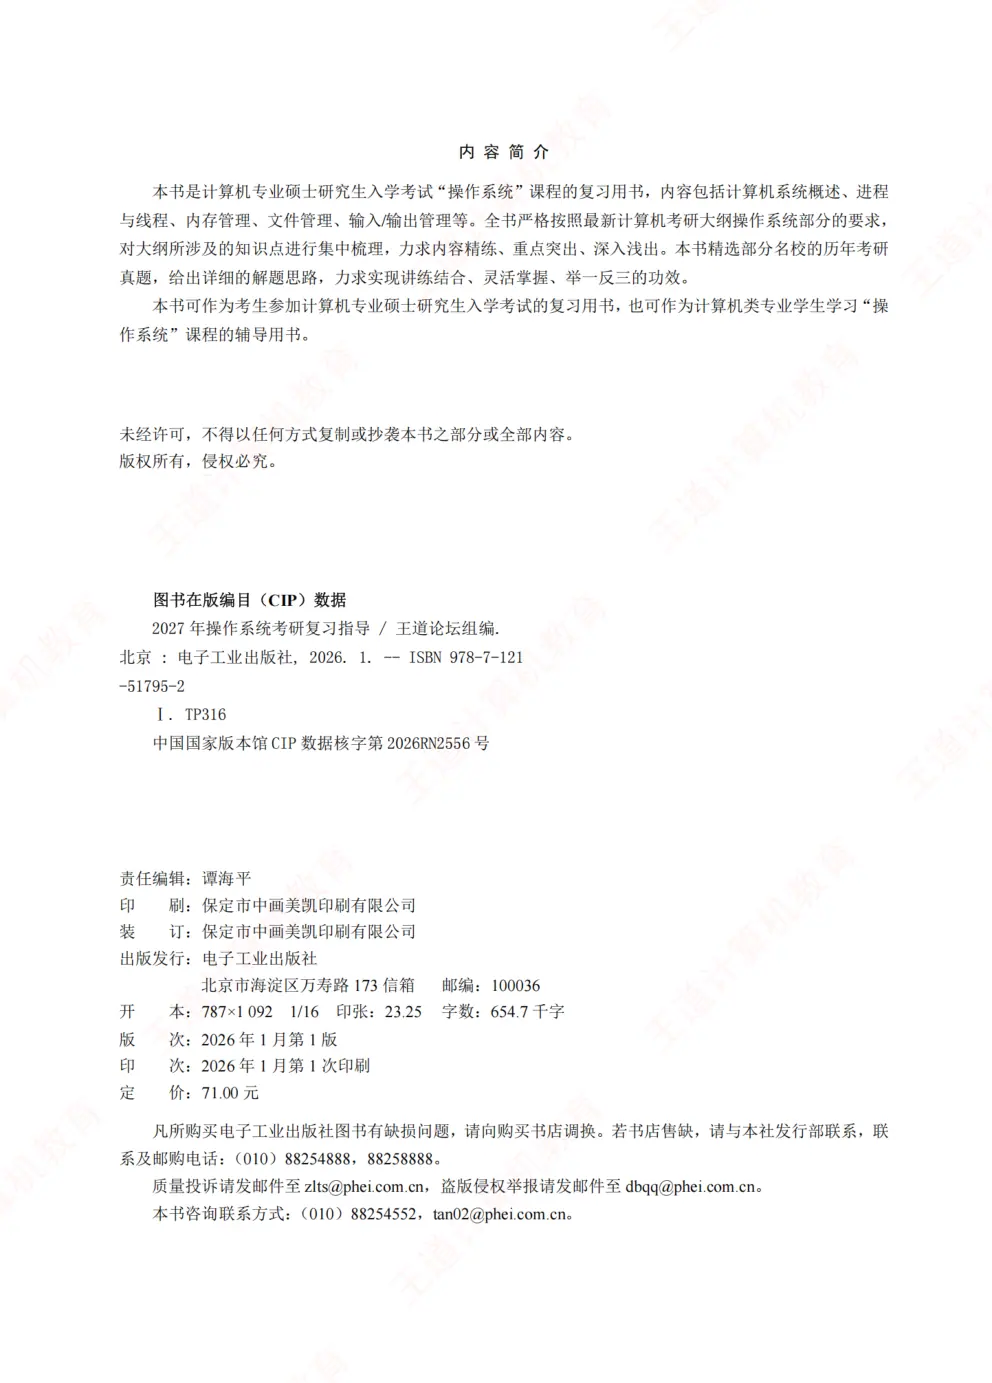 内 容 简 介
本书是计算机专业硕士研究生入学考试“操作系统”课程的复习用书，内容包括计算机系统概述、进程
与线程、内存管理、文件管理、输入/输出管理等。全书严格按照最新计算机考研大纲操作系统部分的要求，
对大纲所涉及的知识点进行集中梳理，力求内容精练、重点突出、深入浅出。本书精选部分名校的历年考研
真题，给出详细的解题思路，力求实现讲练结合、灵活掌握、举一反三的功效。
本书可作为考生参加计算机专业硕士研究生入学考试的复习用书，也可作为计算机类专业学生学习“操
作系统”课程的辅导用书。
未经许可，不得以任何方式复制或抄袭本书之部分或全部内容。
版权所有，侵权必究。
图书在版编目（CIP）数据
2027 年操作系统考研复习指导 / 王道论坛组编.
北京 : 电子工业出版社, 2026. 1. -- ISBN 978-7-121
-51795-2
Ⅰ. TP316
中国国家版本馆 CIP 数据核字第 2026RN2556 号
责任编辑：谭海平
印　　刷：保定市中画美凯印刷有限公司
装　　订：保定市中画美凯印刷有限公司
出版发行：电子工业出版社
北京市海淀区万寿路 173 信箱　邮编：100036
开　　本：787×1 092　1/16　印张：23.25　字数：654.7 千字
版　　次：2026 年 1 月第 1 版
印　　次：2026 年 1 月第 1 次印刷
定　　价：71.00 元
凡所购买电子工业出版社图书有缺损问题，请向购买书店调换。若书店售缺，请与本社发行部联系，联
系及邮购电话：（010）88254888，88258888。
质量投诉请发邮件至 zlts@phei.com.cn，盗版侵权举报请发邮件至 dbqq@phei.com.cn。
本书咨询联系方式：（010）88254552，tan02@phei.com.cn。
王道计算机教育